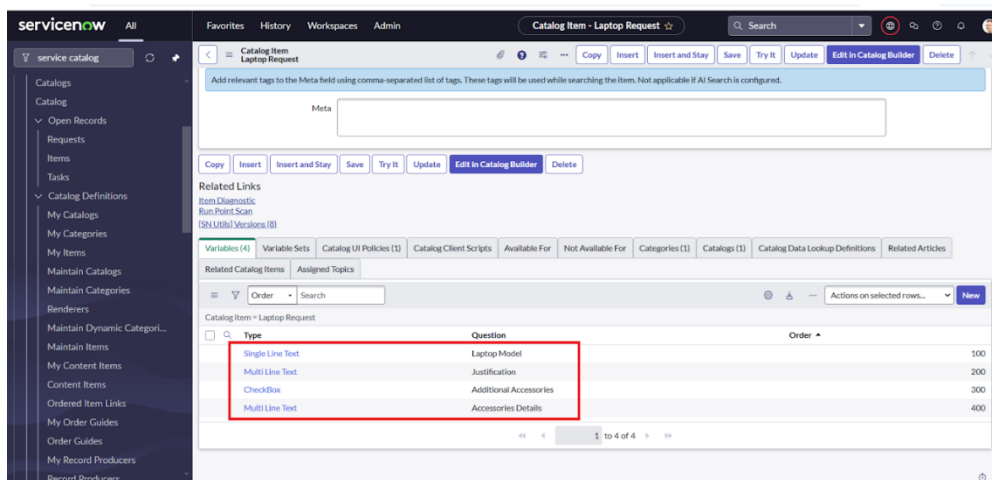 servicenow All Favorites History Workspaces Admin Catalog Item - Laptop Request Search
service catalog
Catalogs
Catalog
Open Records
Requests
Items
Tasks
Catalog Definitions
My Catalogs
My Categories
My Items
Maintain Catalogs
Maintain Categories
Renderers
Maintain Dynamic Categori...
Maintain Items
My Content Items
Content Items
Ordered Item Links
My Order Guides
Order Guides
My Record Producers
Record Producers
Catalog Item
Laptop Request
Copy Insert Insert and Stay Save Try It Update Edit in Catalog Builder Delete
Add relevant tags to the Meta field using comma-separated list of tags. These tags will be used while searching the item. Not applicable if AI Search is configured.
Meta
Copy Insert Insert and Stay Save Try It Update Edit in Catalog Builder Delete
Related Links
Item Diagnostic
Run Point Scan
[SN Utils] Versions (8)
Variables (4) Variable Sets Catalog UI Policies (1) Catalog Client Scripts Available For Not Available For Categories (1) Catalogs (1) Catalog Data Lookup Definitions Related Articles
Related Catalog Items Assigned Topics
Order Search Actions on selected rows... New
Catalog Item = Laptop Request
Type Question Order
Single Line Text Laptop Model 100
Multi Line Text Justification 200
CheckBox Additional Accessories 300
Multi Line Text Accessories Details 400
1 to 4 of 4